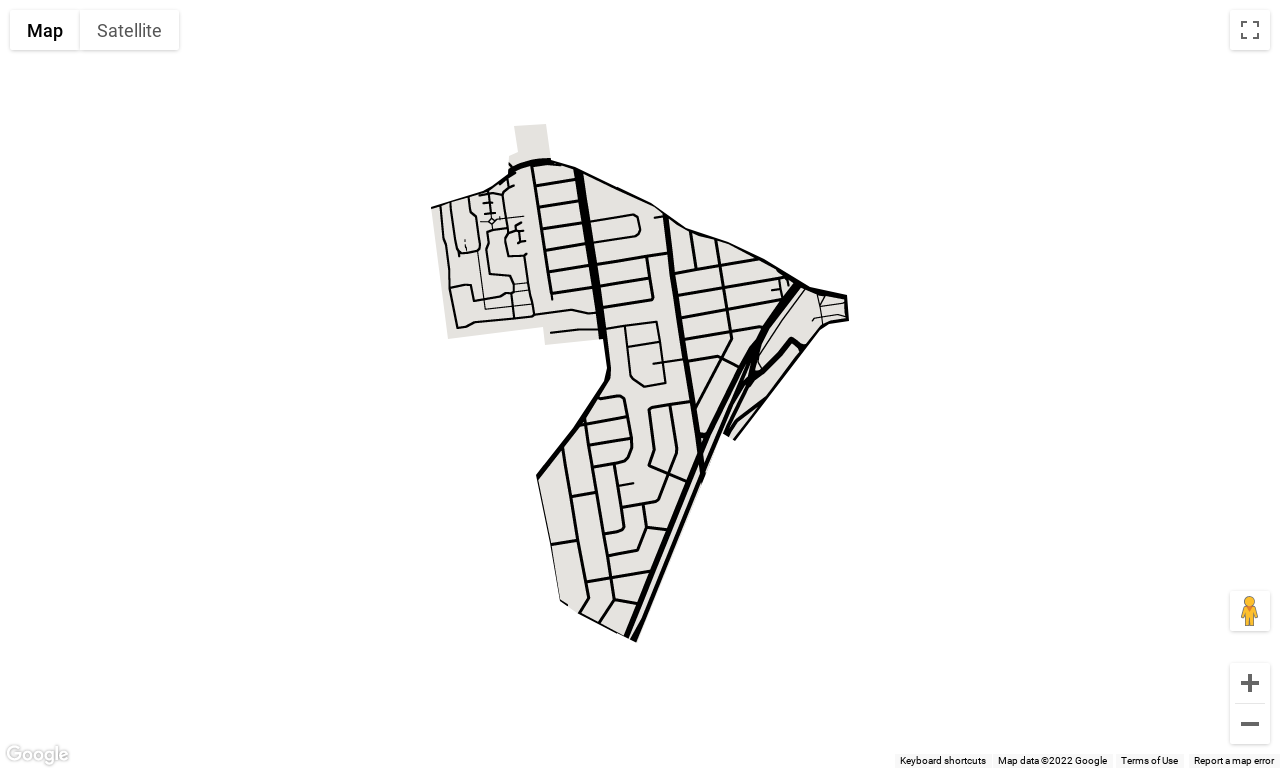 Map
Satellite
Google
Keyboard shortcuts
Map data ©2022 Google
Terms of Use
Report a map error